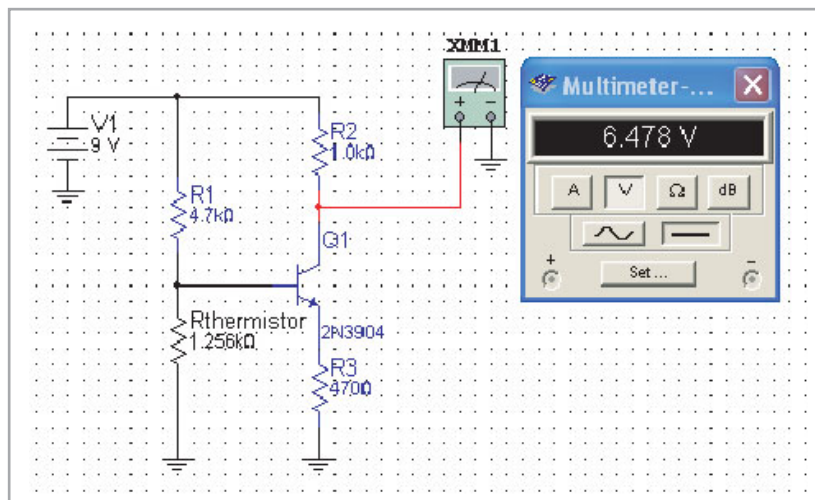 XMM1
+ −
Multimeter-...
6.478 V
A V Ω dB
+ −
Set ...
V1
9 V
R2
1.0kΩ
R1
4.7kΩ
Q1
2N3904
Rthermistor
1.256kΩ
R3
470Ω